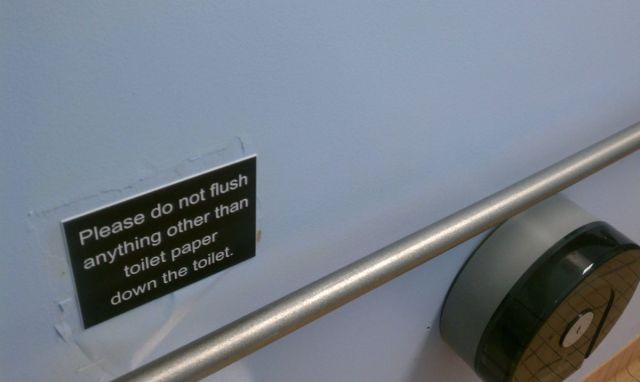 Please do not flush
anything other than
toilet paper
down the toilet.